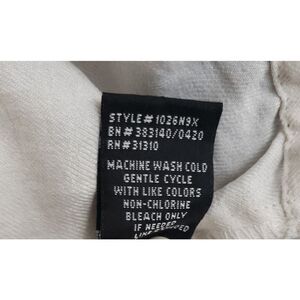 STYLE# 1026N9X
BN# 383140/0420
RN# 31310
MACHINE WASH COLD
GENTLE CYCLE
WITH LIKE COLORS
NON-CHLORINE
BLEACH ONLY
IF NEEDED